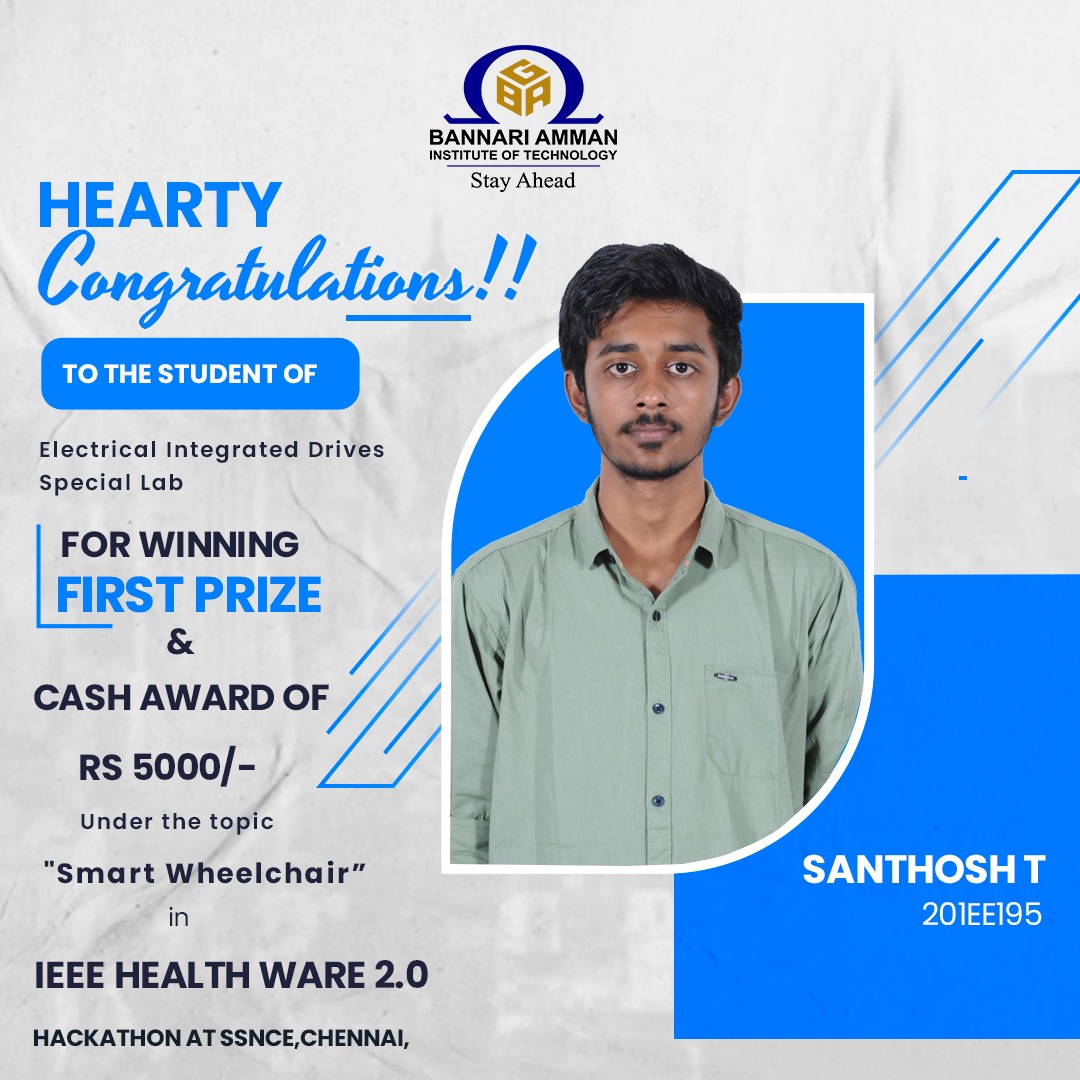 GBA
BANNARI AMMAN
INSTITUTE OF TECHNOLOGY
Stay Ahead
HEARTY
Congratulations!!
TO THE STUDENT OF
Electrical Integrated Drives
Special Lab
FOR WINNING
FIRST PRIZE
&
CASH AWARD OF
RS 5000/-
Under the topic
"Smart Wheelchair”
in
IEEE HEALTH WARE 2.0
HACKATHON AT SSNCE,CHENNAI,
SANTHOSH T
201EE195